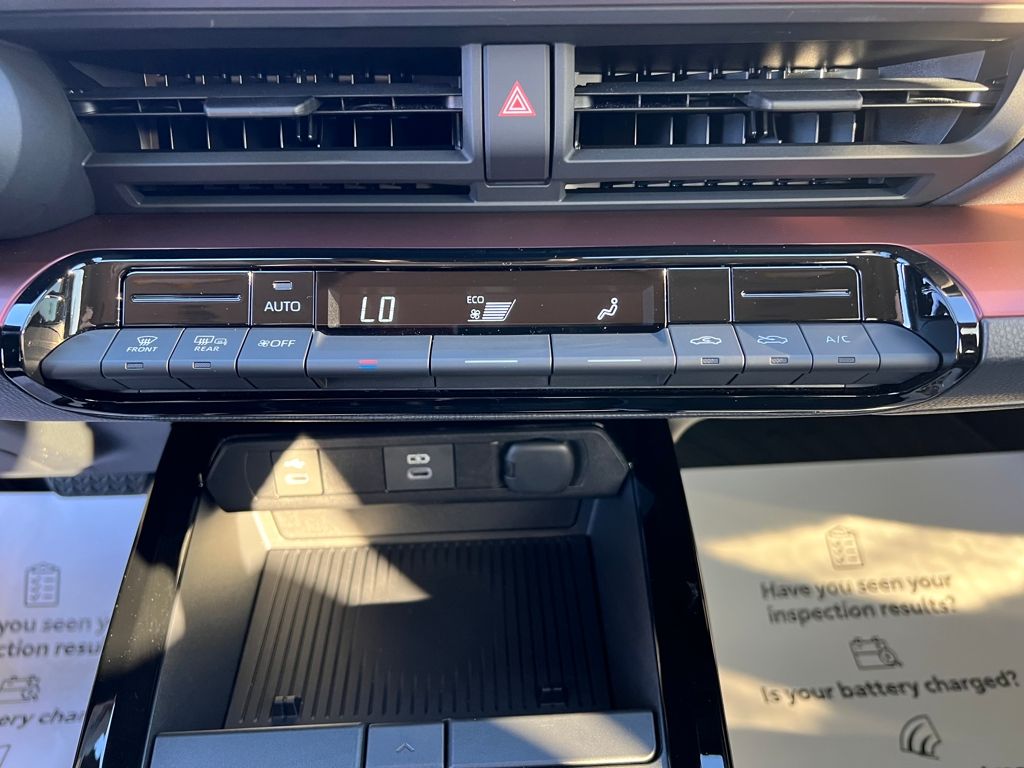 AUTO
LO
ECO
FRONT
REAR
OFF
A/C
you seen y
ction resu
ery cha
Have you seen your
inspection results?
Is your battery charged?